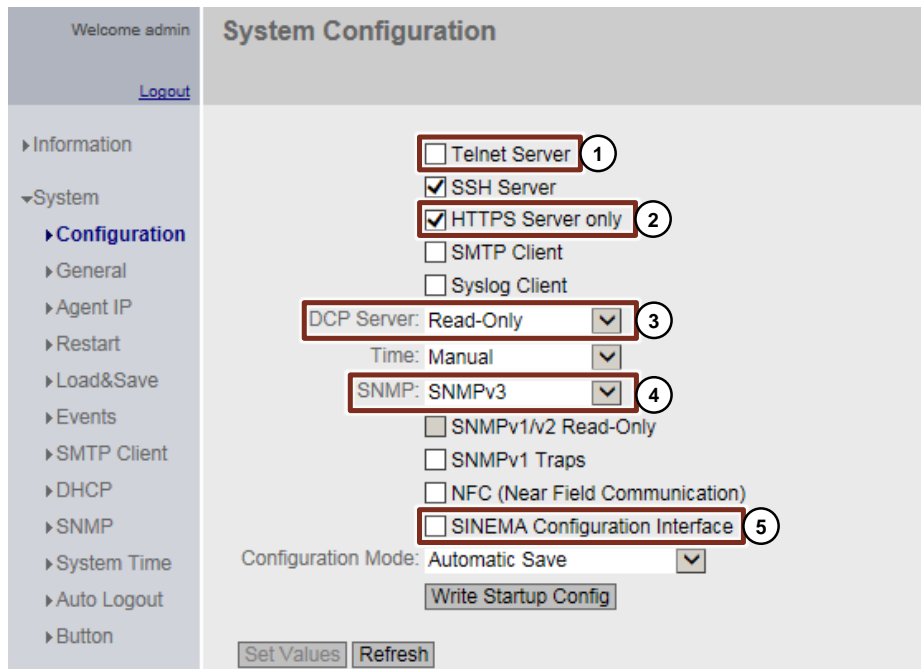 Welcome admin
Logout
System Configuration
Information
System
Configuration
General
Agent IP
Restart
Load&Save
Events
SMTP Client
DHCP
SNMP
System Time
Auto Logout
Button
Telnet Server 1
SSH Server
HTTPS Server only 2
SMTP Client
Syslog Client
DCP Server: Read-Only 3
Time: Manual
SNMP: SNMPv3 4
SNMPv1/v2 Read-Only
SNMPv1 Traps
NFC (Near Field Communication)
SINEMA Configuration Interface 5
Configuration Mode: Automatic Save
Write Startup Config
Set Values Refresh